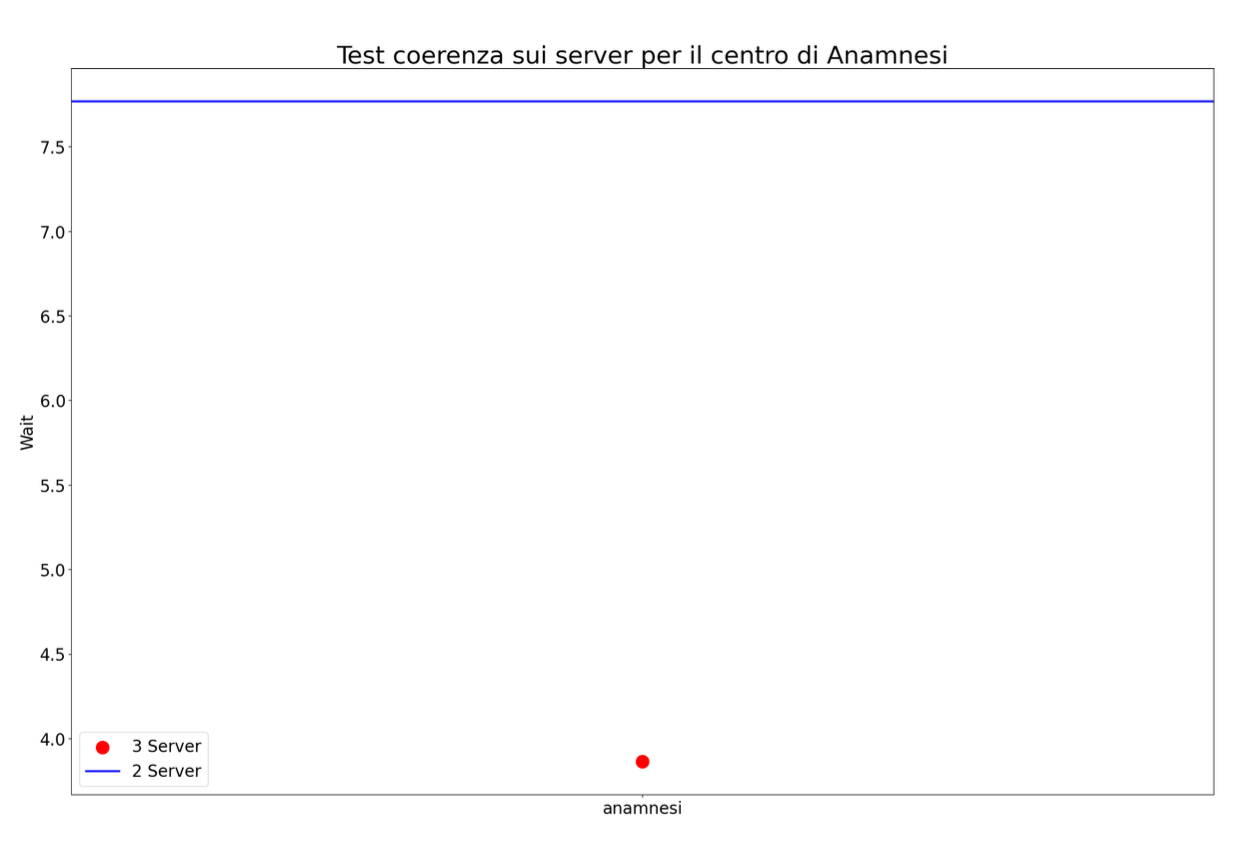 Test coerenza sui server per il centro di Anamnesi
7.5
7.0
6.5
6.0
Wait
5.5
5.0
4.5
4.0
3 Server
2 Server
anamnesi